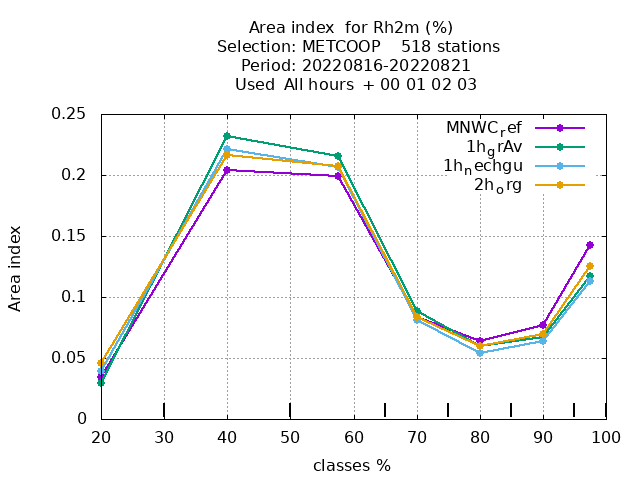 Area index  for Rh2m (%)
Selection: METCOOP    518 stations
Period: 20220816-20220821
Used  All hours  + 00 01 02 03
0.25
0.2
0.15
0.1
0.05
0
Area index
MNWC_ref
1h_grAv
1h_nechgu
2h_org
20 30 40 50 60 70 80 90 100
classes %